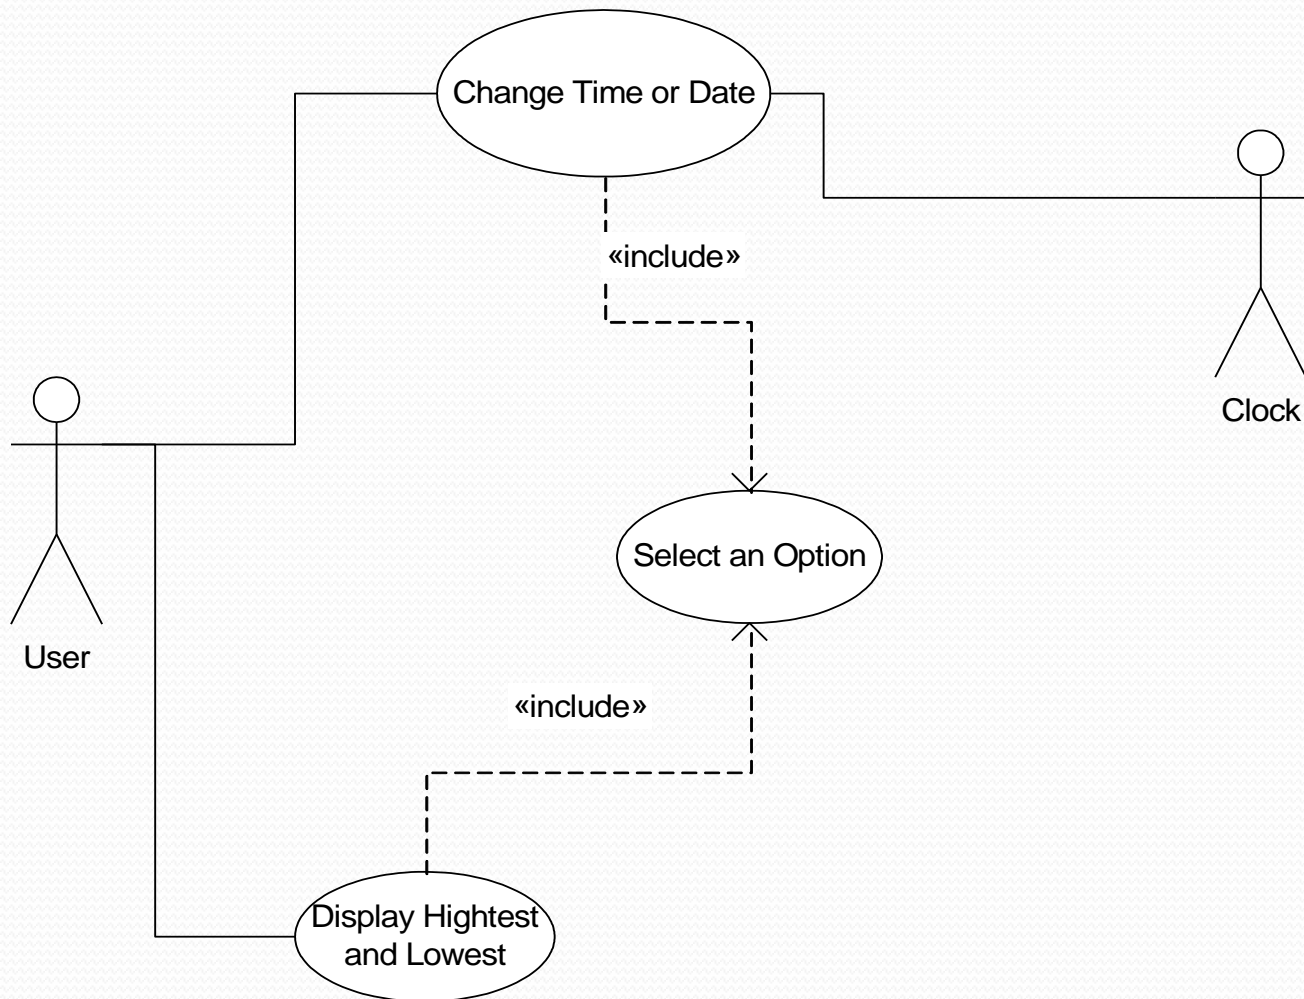 Change Time or Date
«include»
Clock
Select an Option
User
«include»
Display Hightest
and Lowest